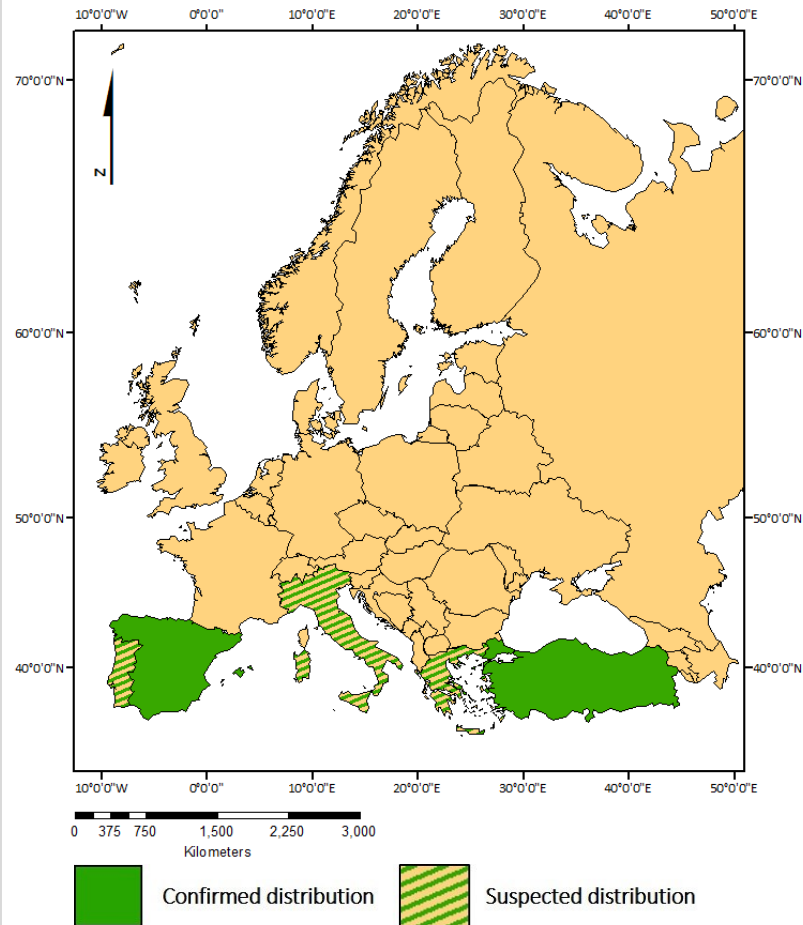 10°0'0"W 0°0'0"E 10°0'0"E 20°0'0"E 30°0'0"E 40°0'0"E 50°0'0"E
70°0'0"N 70°0'0"N
N
60°0'0"N 60°0'0"N
50°0'0"N 50°0'0"N
40°0'0"N 40°0'0"N
10°0'0"W 0°0'0"E 10°0'0"E 20°0'0"E 30°0'0"E 40°0'0"E 50°0'0"E
0 375 750 1,500 2,250 3,000
Kilometers
Confirmed distribution Suspected distribution